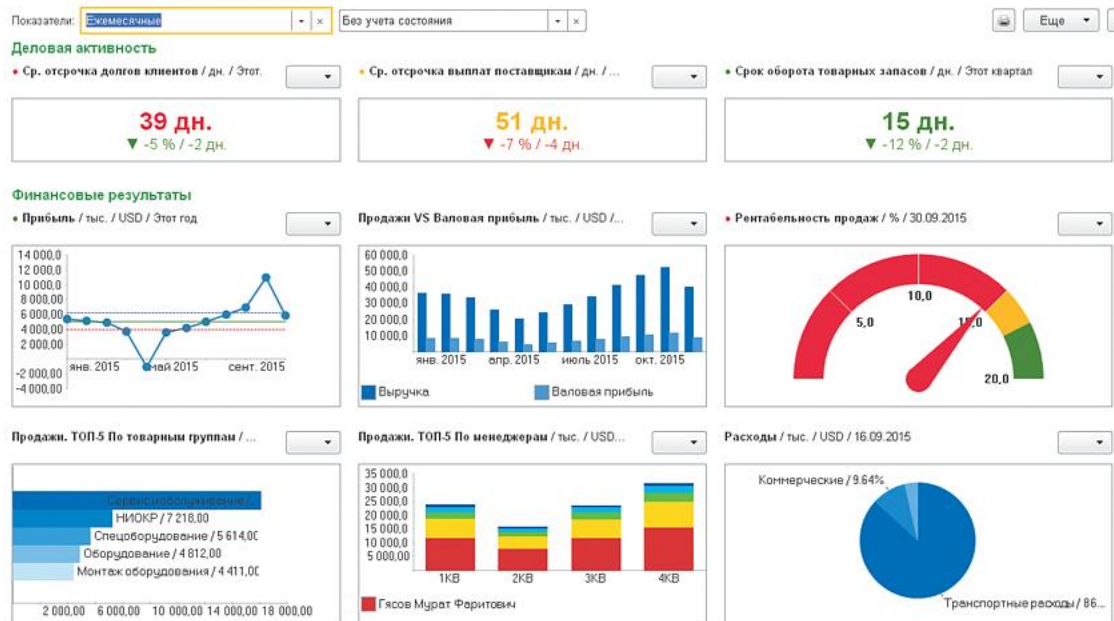 Показатели: Ежемесячные Без учета состояния Еще
Деловая активность
Ср. отсрочка долгов клиентов / дн. / Этот.
Ср. отсрочка выплат поставщикам / дн. / ...
Срок оборота товарных запасов / дн. / Этот квартал
39 дн.
▼ -5 % / -2 дн.
51 дн.
▼ -7 % / -4 дн.
15 дн.
▼ -12 % / -2 дн.
Финансовые результаты
Прибыль / тыс. / USD / Этот год
14 000,0
12 000,0
10 000,0
8 000,00
6 000,00
4 000,00
2 000,00
-2 000,00
-4 000,00
янв. 2015 май 2015 сент. 2015
Продажи VS Валовая прибыль / тыс. / USD /...
60 000,0
50 000,0
40 000,0
30 000,0
20 000,0
10 000,0
янв. 2015 апр. 2015 июль 2015 окт. 2015
Выручка Валовая прибыль
Рентабельность продаж / % / 30.09.2015
5,0
10,0
15,0
20,0
Продажи. ТОП-5 По товарным группам / ...
Сервис и обслуживание /...
НИОКР / 7 218,00
Спецборудование / 5 614,00
Оборудование / 4 812,00
Монтаж оборудования / 4 411,00
2 000,00 6 000,00 10 000,00 14 000,00 18 000,00
Продажи. ТОП-5 По менеджерам / тыс. / USD...
35 000,0
30 000,0
25 000,0
20 000,0
15 000,0
10 000,0
5 000,00
1КВ 2КВ 3КВ 4КВ
Гясов Мурат Фаритович
Расходы / тыс. / USD / 16.09.2015
Коммерческие / 9.64%
Транспортные расходы / 86...